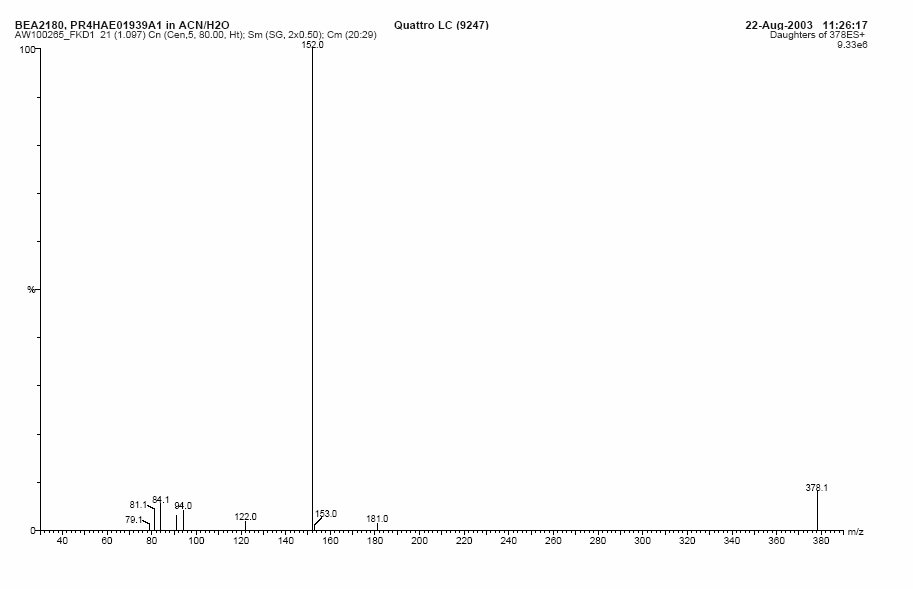 BEA2180, PR4HAE01939A1 in ACN/H2O Quattro LC (9247) 22-Aug-2003 11:26:17
AW100265_FKD1 21 (1.097) Cn (Cen,5, 80.00, Ht); Sm (SG, 2x0.50); Cm (20:29) Daughters of 378ES+
9.33e6
100
152.0
%
378.1
81.1
84.1
94.0
79.1
122.0
153.0
181.0
0
m/z
40 60 80 100 120 140 160 180 200 220 240 260 280 300 320 340 360 380